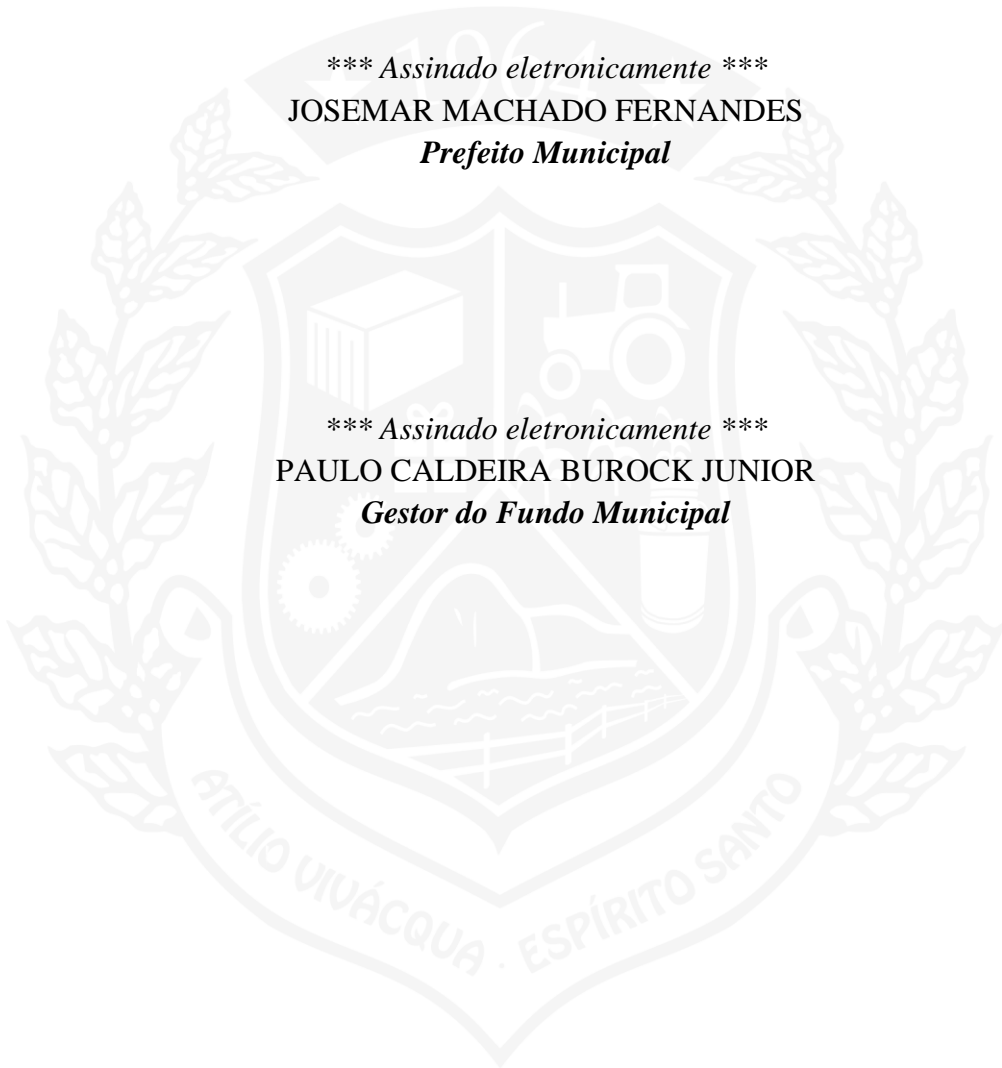 1964
*** Assinado eletronicamente ***
JOSEMAR MACHADO FERNANDES
Prefeito Municipal
*** Assinado eletronicamente ***
PAULO CALDEIRA BUROCK JUNIOR
Gestor do Fundo Municipal
ATÍLIO VIVÁCQUA . ESPÍRITO SANTO